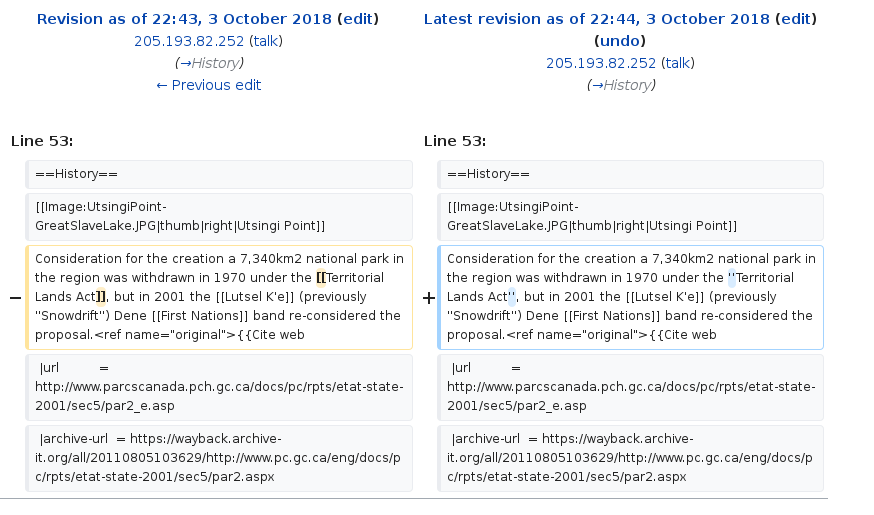 Revision as of 22:43, 3 October 2018 (edit)
205.193.82.252 (talk)
(→History)
← Previous edit
Latest revision as of 22:44, 3 October 2018 (edit)
(undo)
205.193.82.252 (talk)
(→History)
Line 53:
Line 53:
==History==
==History==
[[Image:UtsingiPoint-
GreatSlaveLake.JPG|thumb|right|Utsingi Point]]
[[Image:UtsingiPoint-
GreatSlaveLake.JPG|thumb|right|Utsingi Point]]
−
Consideration for the creation a 7,340km2 national park in
the region was withdrawn in 1970 under the [[Territorial
Lands Act]], but in 2001 the [[Lutsel K'e]] (previously
"Snowdrift") Dene [[First Nations]] band re-considered the
proposal.<ref name="original">{{Cite web
+
Consideration for the creation a 7,340km2 national park in
the region was withdrawn in 1970 under the ''Territorial
Lands Act'', but in 2001 the [[Lutsel K'e]] (previously
"Snowdrift") Dene [[First Nations]] band re-considered the
proposal.<ref name="original">{{Cite web
|url =
http://www.parcscanada.pch.gc.ca/docs/pc/rpts/etat-state-
2001/sec5/par2_e.asp
|url =
http://www.parcscanada.pch.gc.ca/docs/pc/rpts/etat-state-
2001/sec5/par2_e.asp
|archive-url = https://wayback.archive-
it.org/all/20110805103629/http://www.pc.gc.ca/eng/docs/p
c/rpts/etat-state-2001/sec5/par2.aspx
|archive-url = https://wayback.archive-
it.org/all/20110805103629/http://www.pc.gc.ca/eng/docs/p
c/rpts/etat-state-2001/sec5/par2.aspx